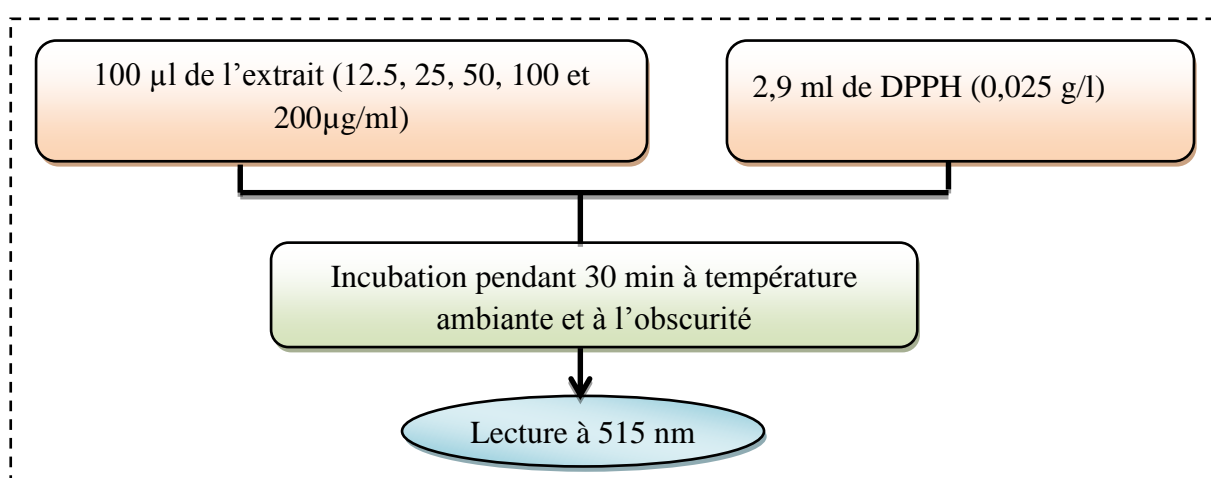 100 µl de l’extrait (12.5, 25, 50, 100 et
200µg/ml)
2,9 ml de DPPH (0,025 g/l)
Incubation pendant 30 min à température
ambiante et à l’obscurité
Lecture à 515 nm